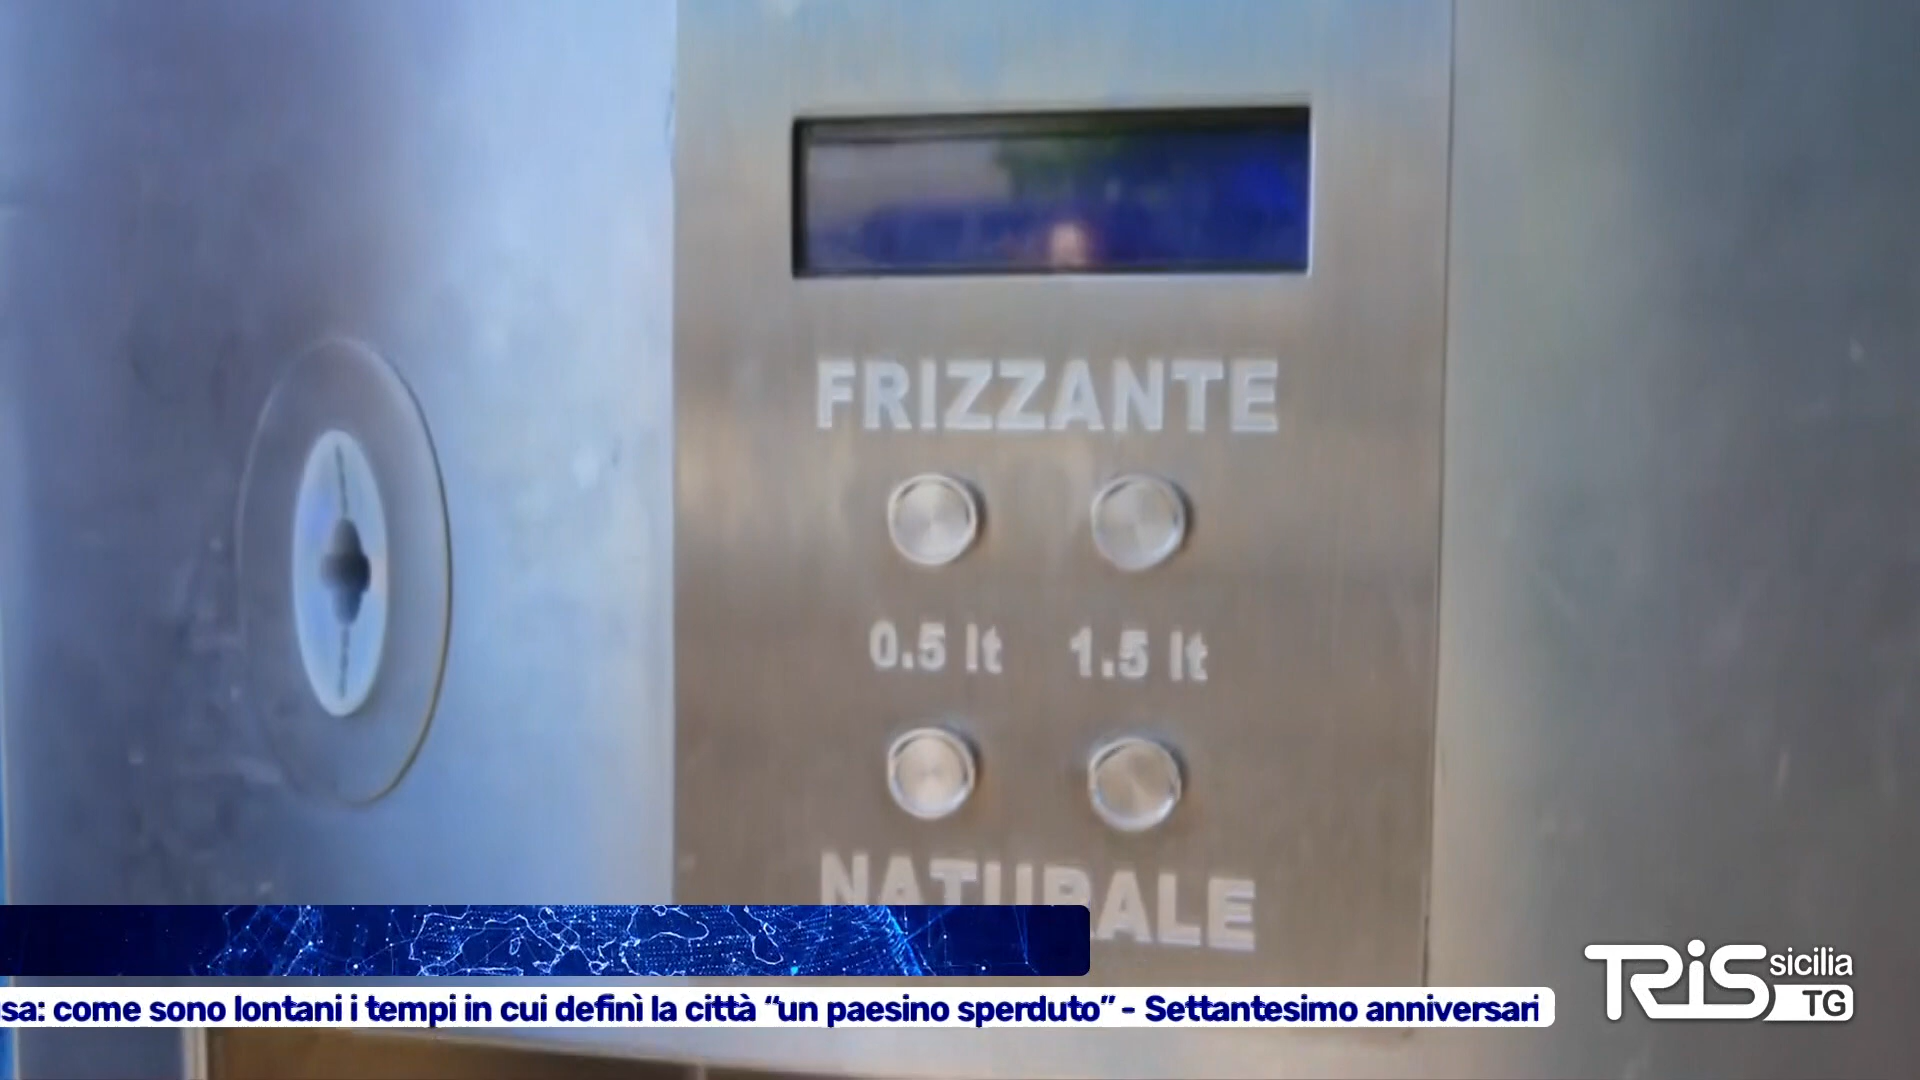 FRIZZANTE
0.5 lt 1.5 lt
NATURALE
sa: come sono lontani i tempi in cui definì la città “un paesino sperduto” - Settantesimo anniversari
TRiS sicilia
TG